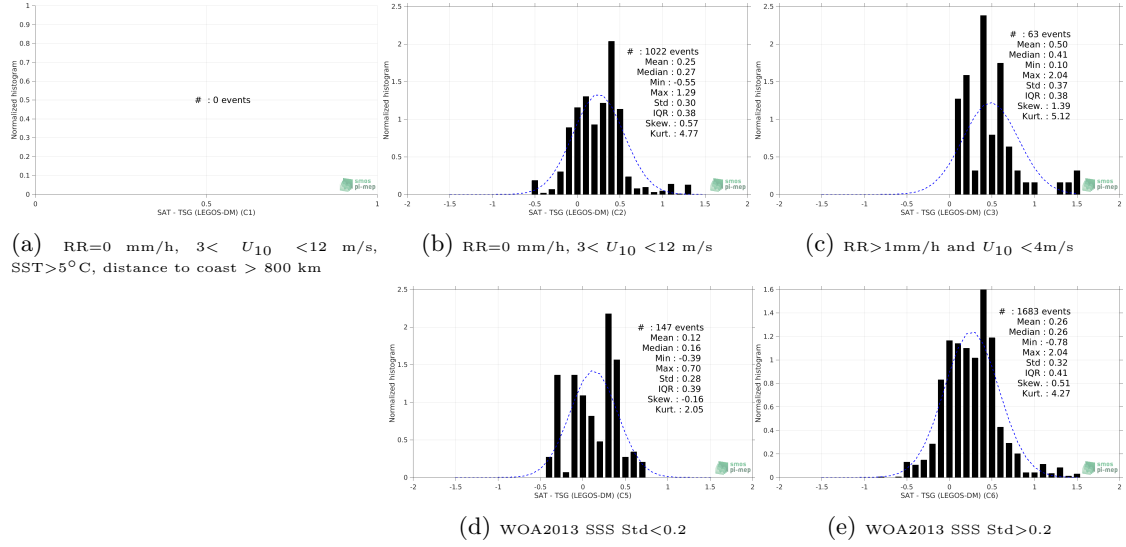 1
0.9
0.8
0.7
0.6
0.5
0.4
0.3
0.2
0.1
0
Normalized histogram
# : 0 events
smos
pi-mep
0 0.5 1
SAT - TSG (LEGOS-DM) (C1)
(a) RR=0 mm/h, 3< U10 <12 m/s,
SST>5°C, distance to coast > 800 km
2.5
2
1.5
1
0.5
0
Normalized histogram
# : 1022 events
Mean : 0.25
Median : 0.27
Min : -0.55
Max : 1.29
Std : 0.30
IQR : 0.38
Skew. : 0.57
Kurt. : 4.77
smos
pi-mep
-2 -1.5 -1 -0.5 0 0.5 1 1.5 2
SAT - TSG (LEGOS-DM) (C2)
(b) RR=0 mm/h, 3< U10 <12 m/s
2.5
2
1.5
1
0.5
0
Normalized histogram
# : 63 events
Mean : 0.50
Median : 0.41
Min : 0.10
Max : 2.04
Std : 0.37
IQR : 0.38
Skew. : 1.39
Kurt. : 5.12
smos
pi-mep
-2 -1.5 -1 -0.5 0 0.5 1 1.5 2
SAT - TSG (LEGOS-DM) (C3)
(c) RR>1mm/h and U10 <4m/s
2.5
2
1.5
1
0.5
0
Normalized histogram
# : 147 events
Mean : 0.12
Median : 0.16
Min : -0.39
Max : 0.70
Std : 0.28
IQR : 0.39
Skew. : -0.16
Kurt. : 2.05
smos
pi-mep
-2 -1.5 -1 -0.5 0 0.5 1 1.5 2
SAT - TSG (LEGOS-DM) (C5)
(d) WOA2013 SSS Std<0.2
1.6
1.4
1.2
1
0.8
0.6
0.4
0.2
0
Normalized histogram
# : 1683 events
Mean : 0.26
Median : 0.26
Min : -0.78
Max : 2.04
Std : 0.32
IQR : 0.41
Skew. : 0.51
Kurt. : 4.27
smos
pi-mep
-2 -1.5 -1 -0.5 0 0.5 1 1.5 2
SAT - TSG (LEGOS-DM) (C6)
(e) WOA2013 SSS Std>0.2